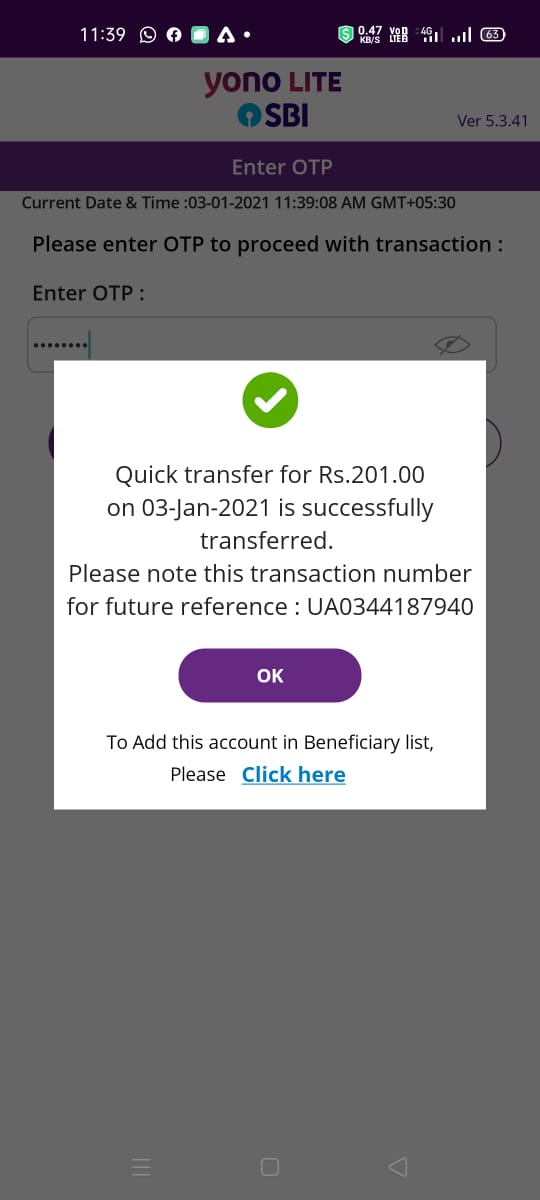 11:39 0.47 KB/S VoD LTE2 4G 63
yono LITE
SBI
Ver 5.3.41
Enter OTP
Current Date & Time :03-01-2021 11:39:08 AM GMT+05:30
Please enter OTP to proceed with transaction :
Enter OTP :
••••••••
Quick transfer for Rs.201.00
on 03-Jan-2021 is successfully
transferred.
Please note this transaction number
for future reference : UA0344187940
OK
To Add this account in Beneficiary list,
Please Click here